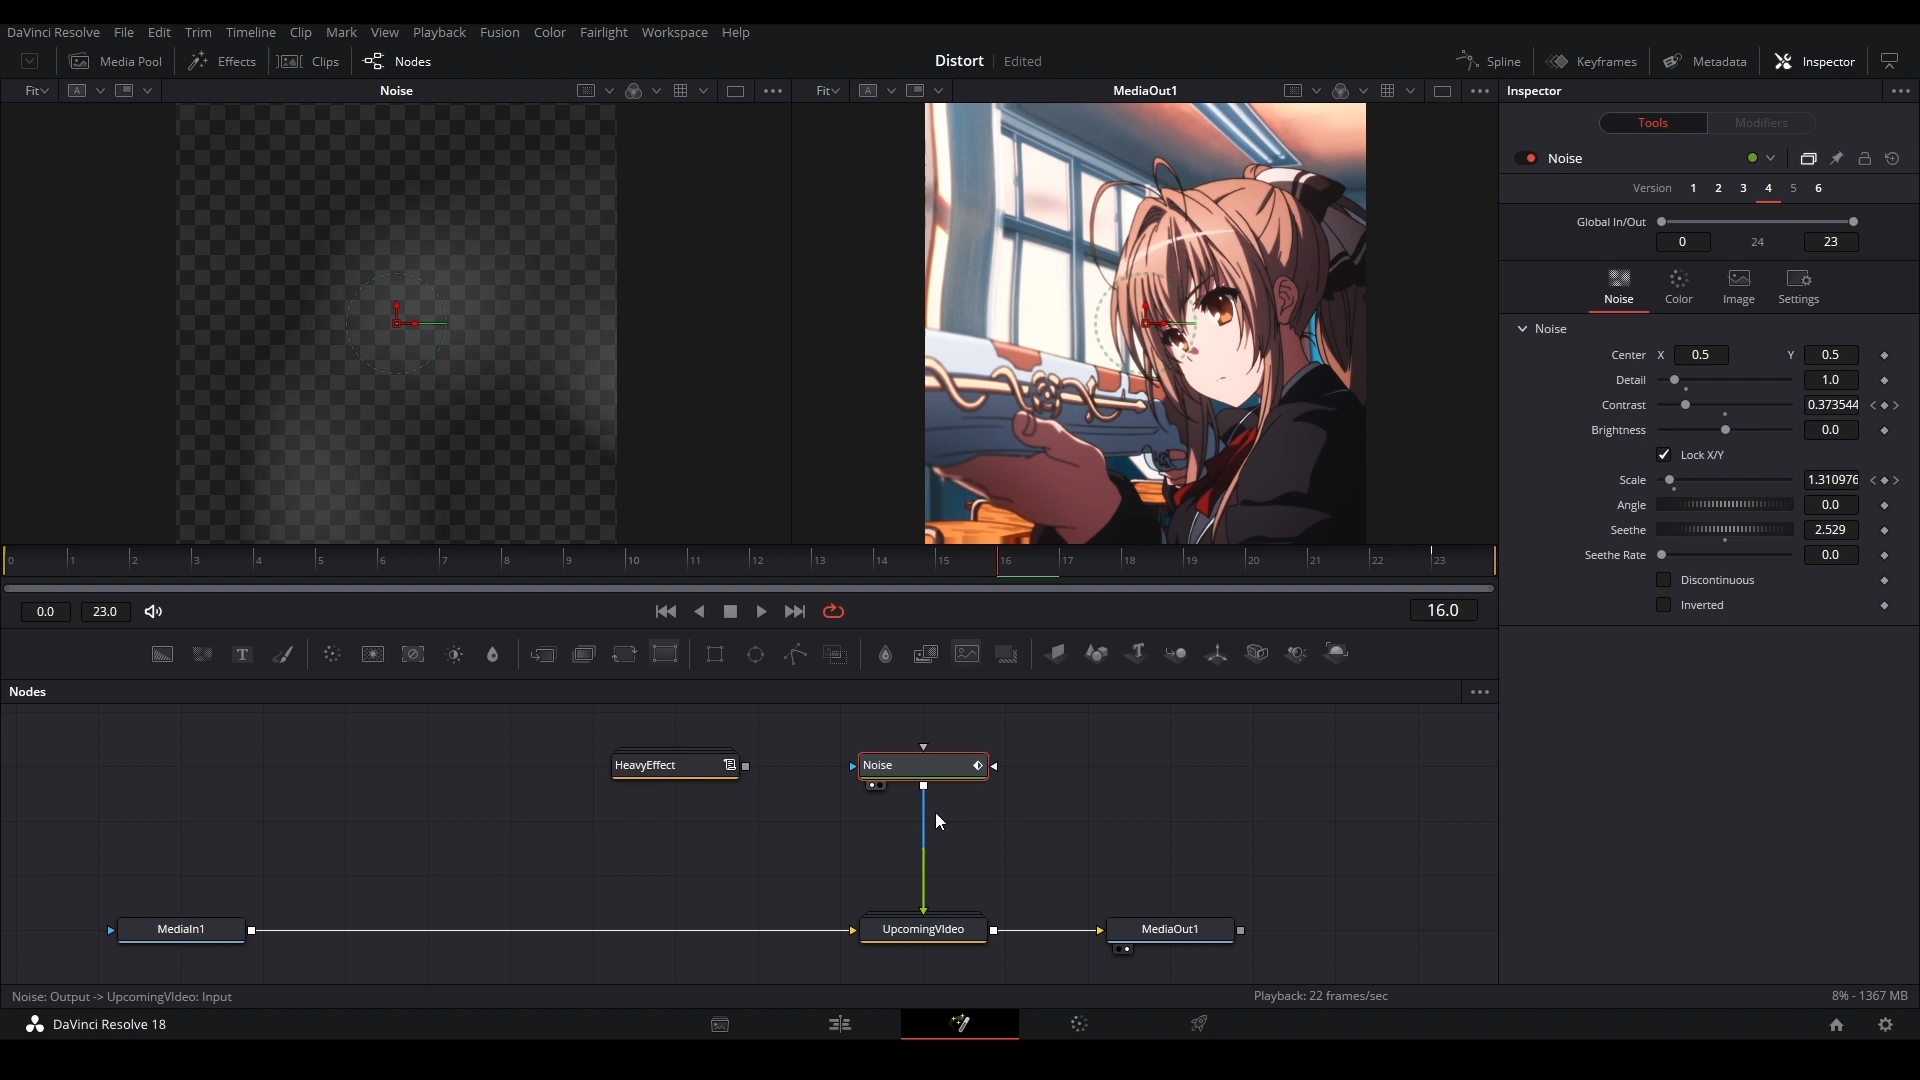 DaVinci Resolve File Edit Trim Timeline Clip Mark View Playback Fusion Color Fairlight Workspace Help
Media Pool Effects Clips Nodes Distort Edited Spline Keyframes Metadata Inspector
Fit A Noise Fit A MediaOut1 Inspector
Tools Modifiers
Noise
Version 1 2 3 4 5 6
Global In/Out
0 24 23
Noise Color Image Settings
Noise
Center X 0.5 Y 0.5
Detail 1.0
Contrast 0.373544
Brightness 0.0
Lock X/Y
Scale 1.310976
Angle 0.0
Seethe 2.529
Seethe Rate 0.0
Discontinuous
Inverted
0 1 2 3 4 5 6 7 8 9 10 11 12 13 14 15 16 17 18 19 20 21 22 23
0.0 23.0 16.0
T
Nodes
HeavyEffect Noise
MediaIn1 UpcomingVIdeo MediaOut1
Noise: Output -> UpcomingVIdeo: Input Playback: 22 frames/sec 8% - 1367 MB
DaVinci Resolve 18